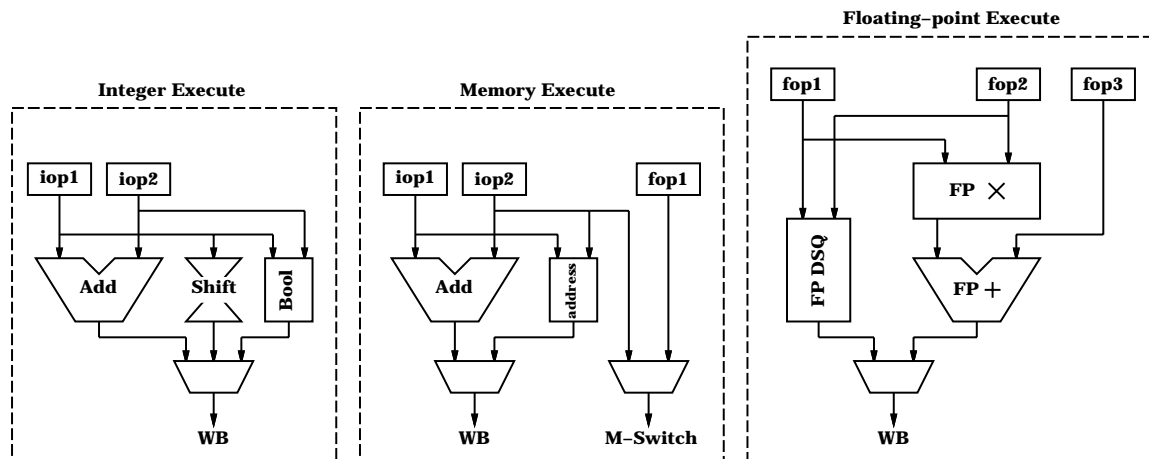 Floating–point Execute
Integer Execute
Memory Execute
fop1
fop2
fop3
iop1
iop2
iop1
iop2
fop1
FP ×
Add
Shift
Bool
Add
address
FP DSQ
FP +
WB
WB
M–Switch
WB